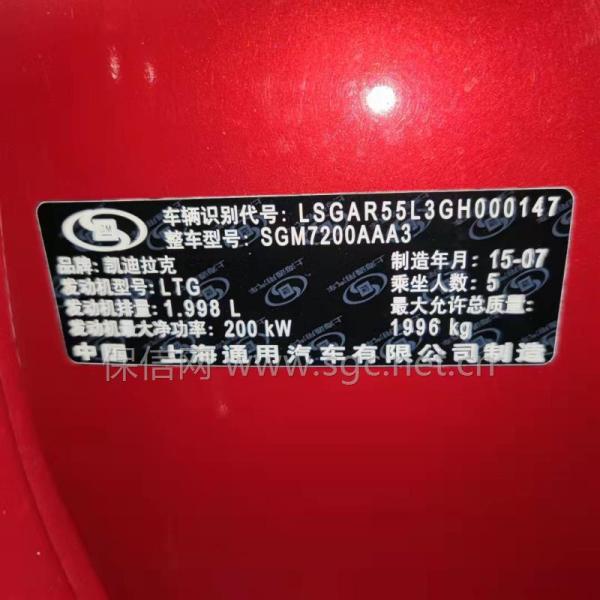 车辆识别代号: LSGAR55L3GH000147
整车型号: SGM7200AAA3
品牌: 凯迪拉克 制造年月: 15-07
发动机型号: LTG 乘坐人数: 5
发动机排量: 1.998 L 最大允许总质量:
发动机最大净功率: 200 kW 1996 kg
中国 上海通用汽车有限公司制造
保信网 www.sgc.net.cn